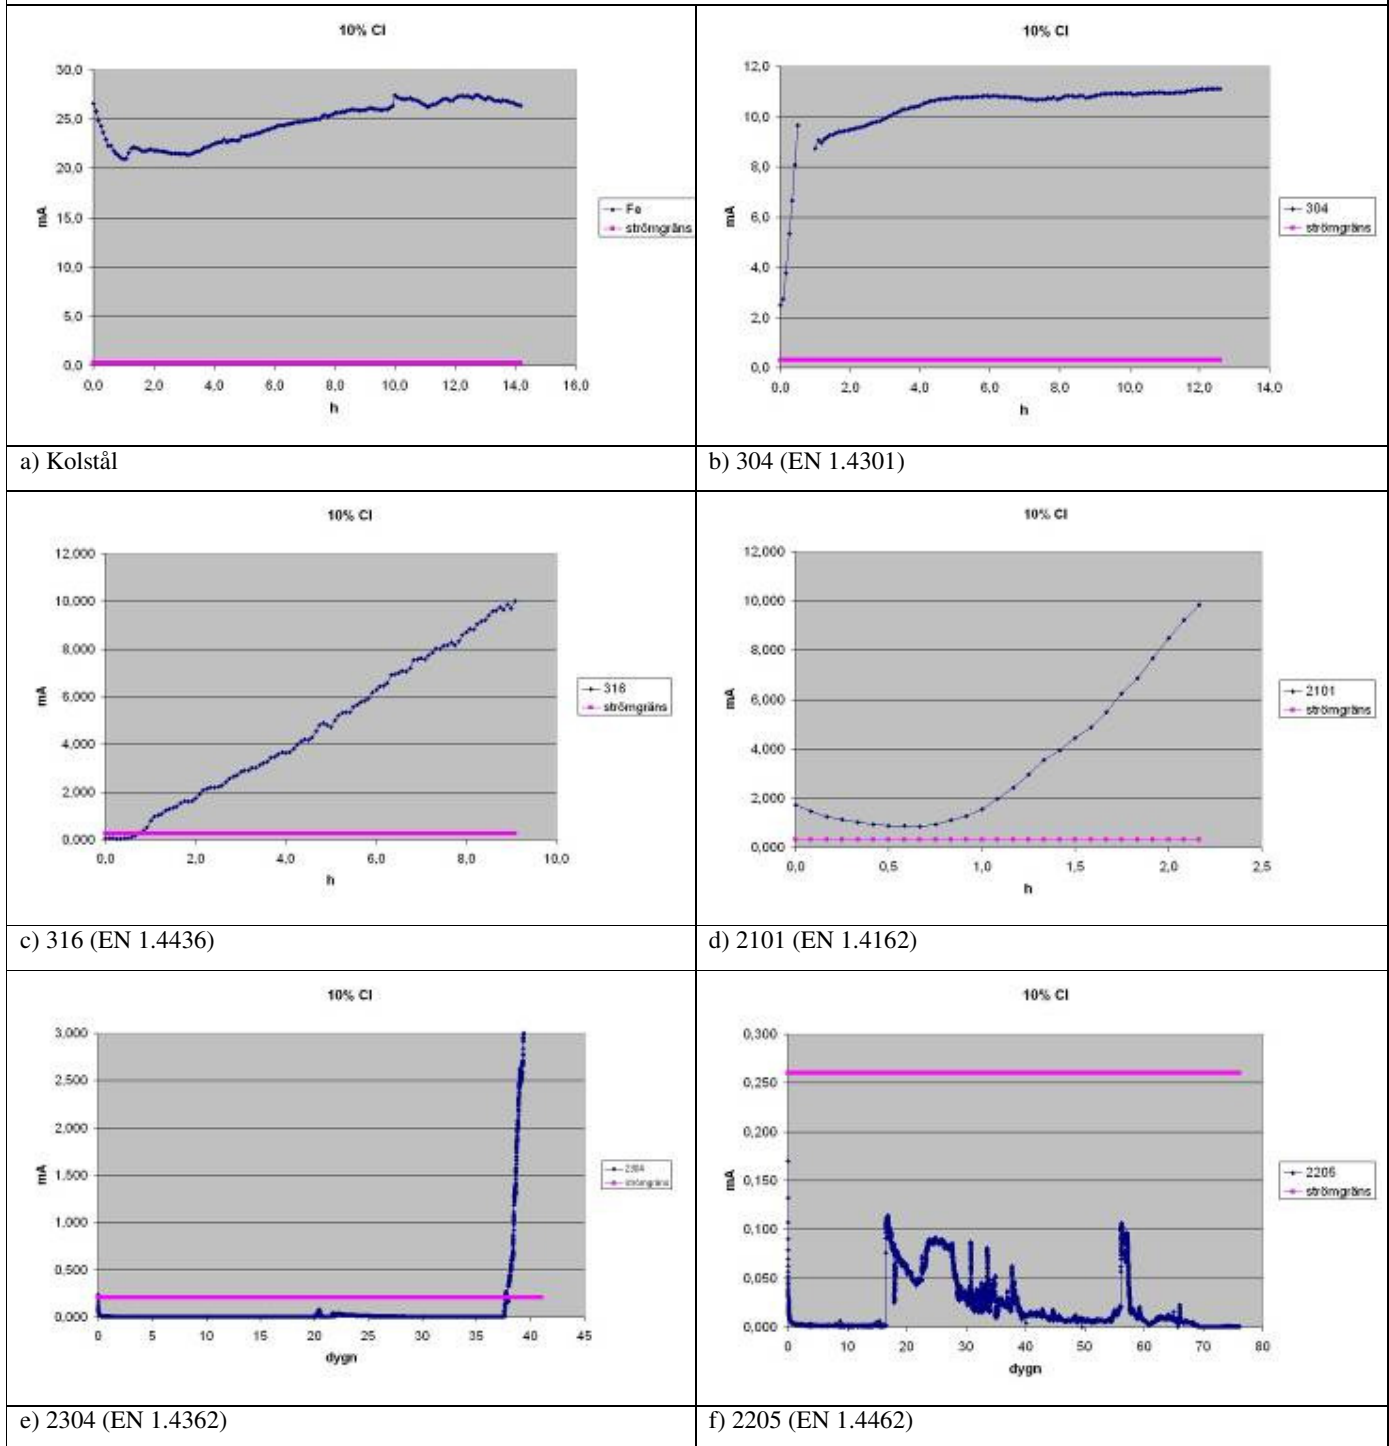 10% Cl
30,0
25,0
20,0
15,0
10,0
5,0
0,0
mA
0,0 2,0 4,0 6,0 8,0 10,0 12,0 14,0 16,0
h
Fe
strömgräns
a) Kolstål
10% Cl
12,0
10,0
8,0
6,0
4,0
2,0
0,0
mA
0,0 2,0 4,0 6,0 8,0 10,0 12,0 14,0
h
304
strömgräns
b) 304 (EN 1.4301)
10% Cl
12,000
10,000
8,000
6,000
4,000
2,000
0,000
mA
0,0 2,0 4,0 6,0 8,0 10,0
h
316
strömgräns
c) 316 (EN 1.4436)
10% Cl
12,000
10,000
8,000
6,000
4,000
2,000
0,000
mA
0,0 0,5 1,0 1,5 2,0 2,5
h
2101
strömgräns
d) 2101 (EN 1.4162)
10% Cl
3,000
2,500
2,000
1,500
1,000
0,500
0,000
mA
0 5 10 15 20 25 30 35 40 45
dygn
2304
strömgräns
e) 2304 (EN 1.4362)
10% Cl
0,300
0,250
0,200
0,150
0,100
0,050
0,000
mA
0 10 20 30 40 50 60 70 80
dygn
2205
strömgräns
f) 2205 (EN 1.4462)